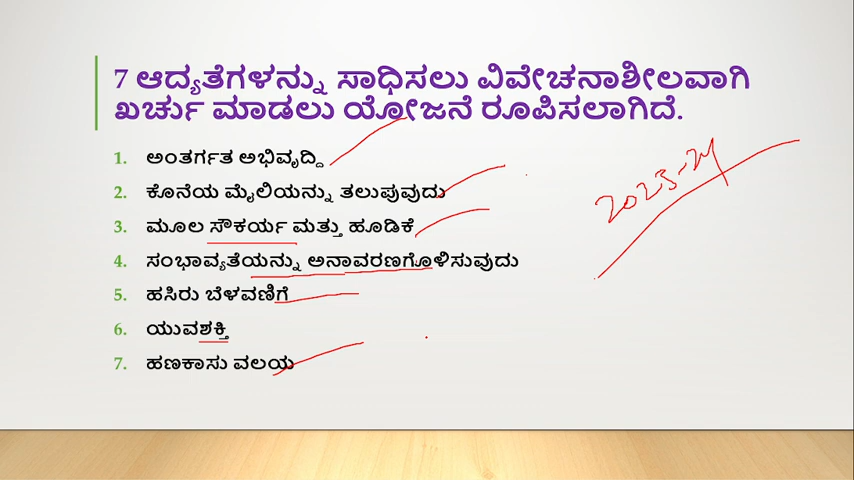 7 ಆದ್ಯತೆಗಳನ್ನು ಸಾಧಿಸಲು ವಿವೇಚನಾಶೀಲವಾಗಿ
ಖರ್ಚು ಮಾಡಲು ಯೋಜನೆ ರೂಪಿಸಲಾಗಿದೆ.
1. ಅಂತರ್ಗತ ಅಭಿವೃದ್ದಿ
2. ಕೊನೆಯ ಮೈಲಿಯನ್ನು ತಲುಪುವುದು
3. ಮೂಲ ಸೌಕರ್ಯ ಮತ್ತು ಹೂಡಿಕೆ
4. ಸಂಭಾವ್ಯತೆಯನ್ನು ಅನಾವರಣಗೊಳಿಸುವುದು
5. ಹಸಿರು ಬೆಳವಣಿಗೆ
6. ಯುವಶಕ್ತಿ
7. ಹಣಕಾಸು ವಲಯ
2023-24